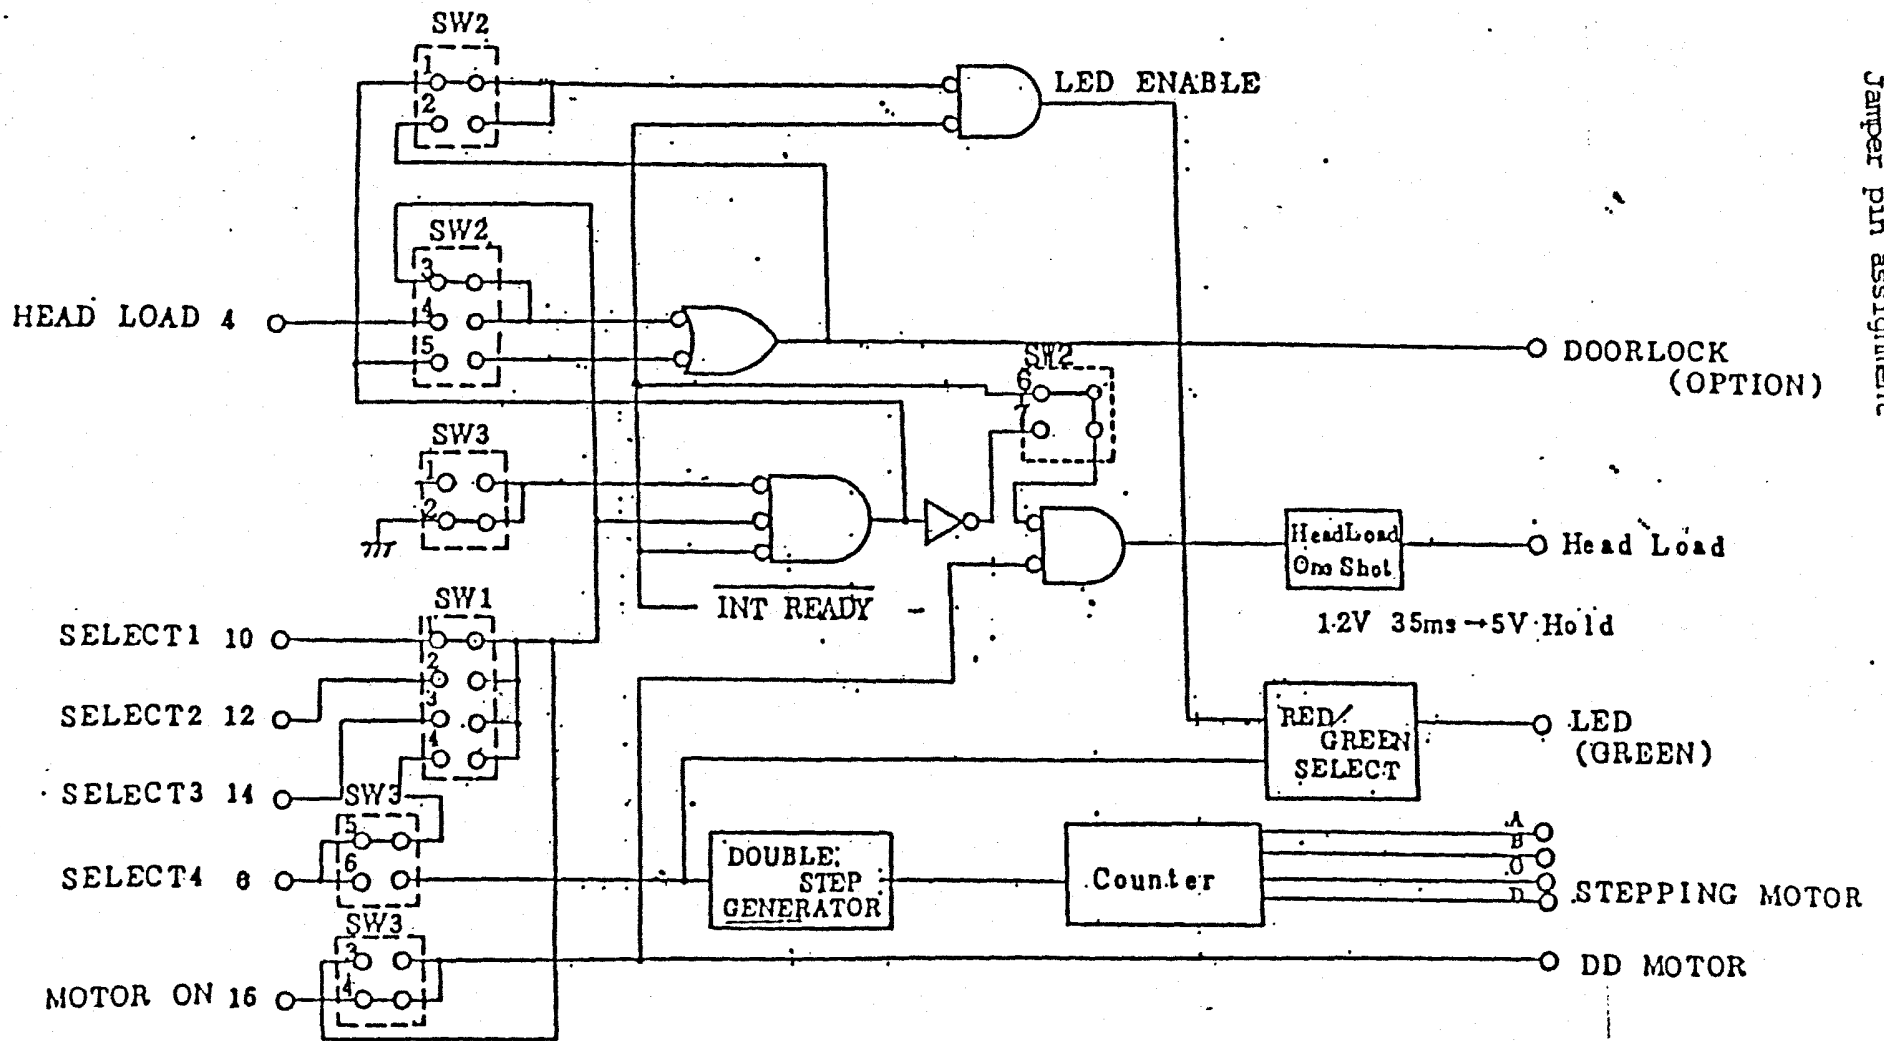 Jamper pin assignment
SW2
1
2
LED ENABLE
SW2
3
4
5
HEAD LOAD 4
DOORLOCK
(OPTION)
SW2
6
7
SW3
1
2
HeadLoad
One Shot
Head Load
INT READY
1.2V 35ms→5V Hold
SW1
1
2
3
4
SELECT1 10
SELECT2 12
SELECT3 14
RED/
GREEN
SELECT
LED
(GREEN)
SW3
5
6
SELECT4 6
DOUBLE
STEP
GENERATOR
Counter
A
B
C
D
STEPPING MOTOR
SW3
3
4
MOTOR ON 16
DD MOTOR